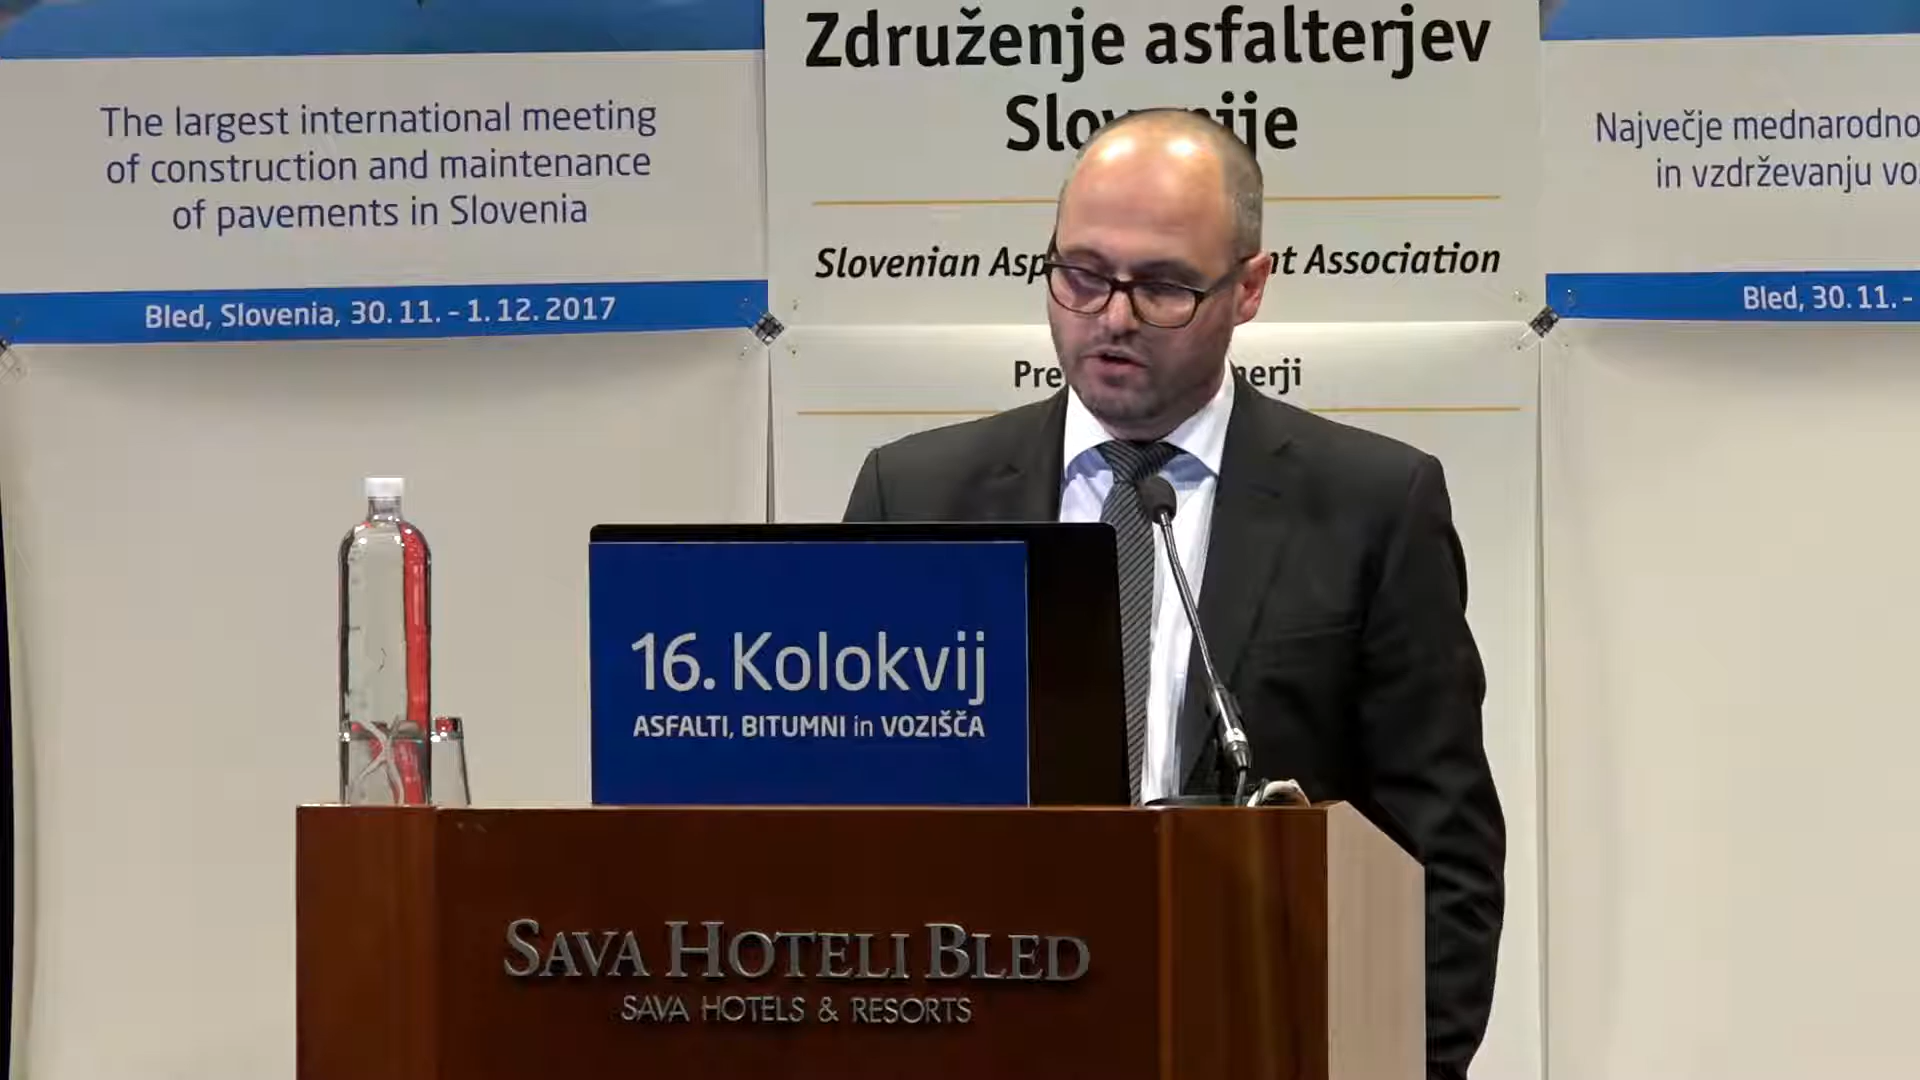 The largest international meeting
of construction and maintenance
of pavements in Slovenia
Bled, Slovenia, 30. 11. - 1. 12. 2017
Združenje asfalterjev
Slovenian
Association
Največje mednarodno
in vzdrževanju
Bled, 30. 11. -
16. Kolokvij
ASFALTI, BITUMNI in VOZIŠČA
SAVA HOTELI BLED
SAVA HOTELS & RESORTS